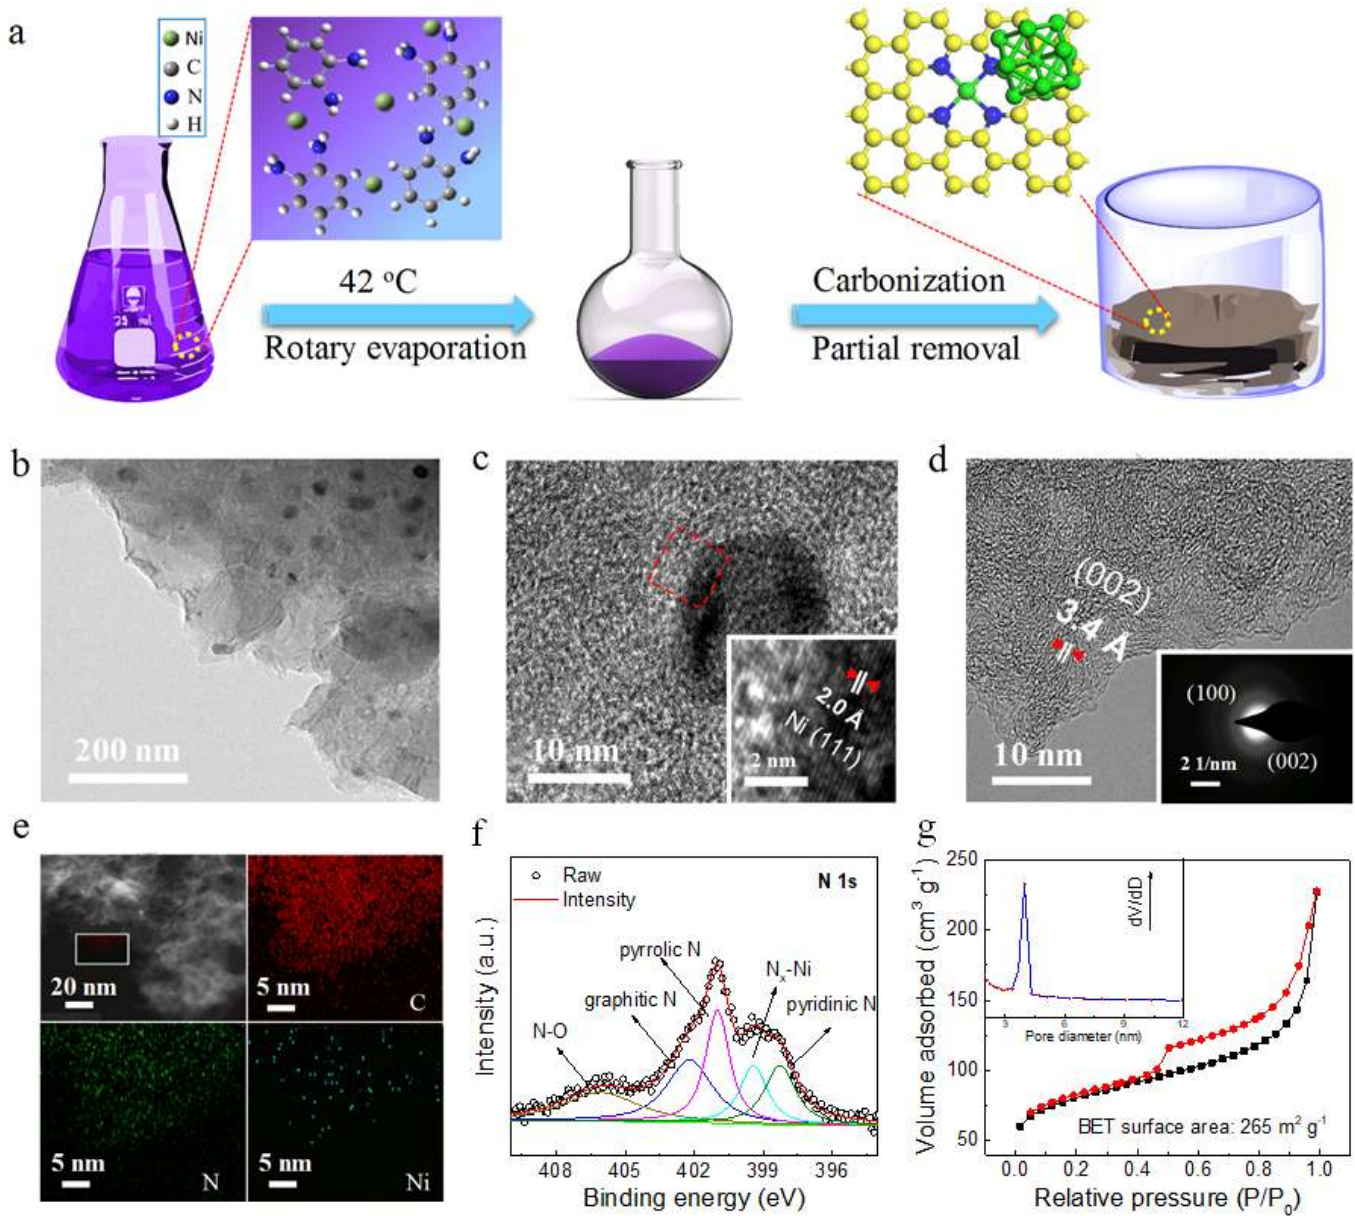 a
Ni
C
N
H
25 ml
42 °C
Rotary evaporation
Carbonization
Partial removal
b
200 nm
c
10 nm
2.0 Å
Ni (111)
2 nm
d
(002)
3.4 Å
10 nm
(100)
(002)
2 1/nm
e
20 nm
5 nm
C
5 nm
N
5 nm
Ni
f
Raw
Intensity
N 1s
pyrrolic N
graphitic N
N-O
Nₓ-Ni
pyridinic N
Intensity (a.u.)
408 405 402 399 396
Binding energy (eV)
g
Volume adsorbed (cm³ g⁻¹)
250
200
150
100
50
dV/dD
3 6 9 12
Pore diameter (nm)
BET surface area: 265 m² g⁻¹
0.0 0.2 0.4 0.6 0.8 1.0
Relative pressure (P/P₀)